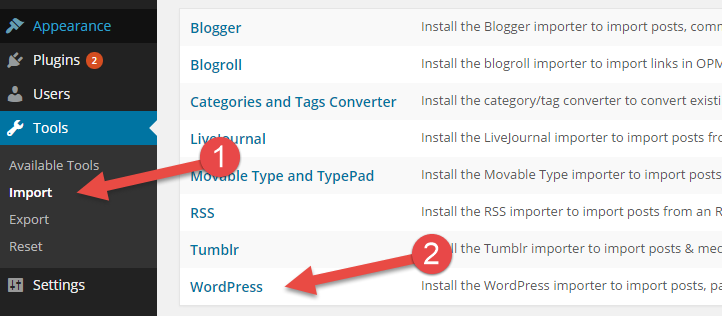 Appearance
Plugins 2
Users
Tools
Available Tools
Import
Export
Reset
Settings
1
2
Blogger Install the Blogger importer to import posts, comm
Blogroll Install the blogroll importer to import links in OPM
Categories and Tags Converter Install the category/tag converter to convert existi
LiveJournal Install the LiveJournal importer to import posts fro
Movable Type and TypePad Install the Movable Type importer to import posts
RSS Install the RSS importer to import posts from an R
Tumblr the Tumblr importer to import posts & med
WordPress Install the WordPress importer to import posts, pa